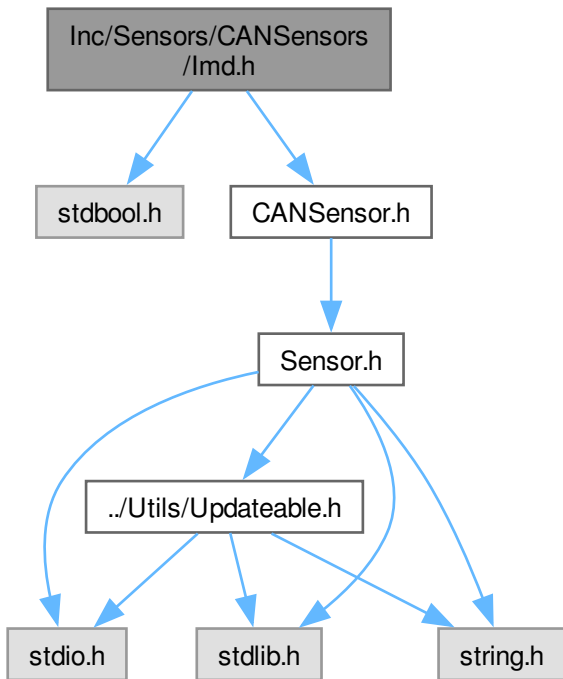 Inc/Sensors/CANSensors
/Imd.h
stdbool.h
CANSensor.h
Sensor.h
../Utils/Updateable.h
stdio.h
stdlib.h
string.h